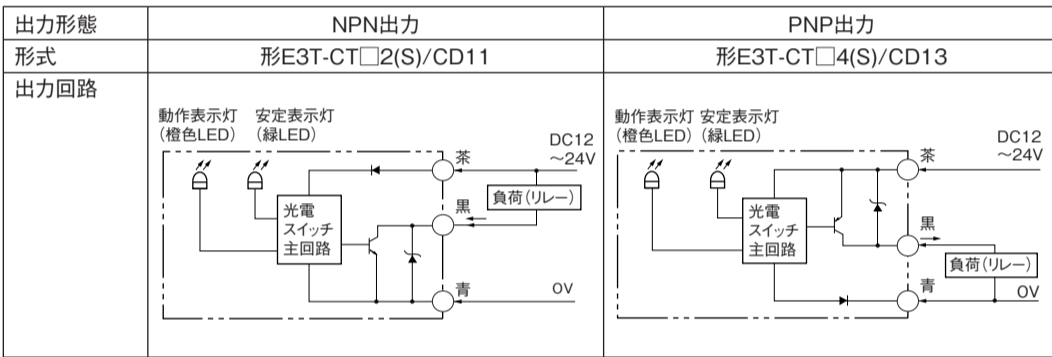 出力形態 NPN出力 PNP出力
形式 形E3T-CT□2(S)/CD11 形E3T-CT□4(S)/CD13
出力回路
動作表示灯 安定表示灯
(橙色LED) (緑LED)
DC12
～24V
茶
負荷(リレー)
黒
光電
スイッチ
主回路
青
0V
動作表示灯 安定表示灯
(橙色LED) (緑LED)
DC12
～24V
茶
光電
スイッチ
主回路
黒
負荷(リレー)
青
0V